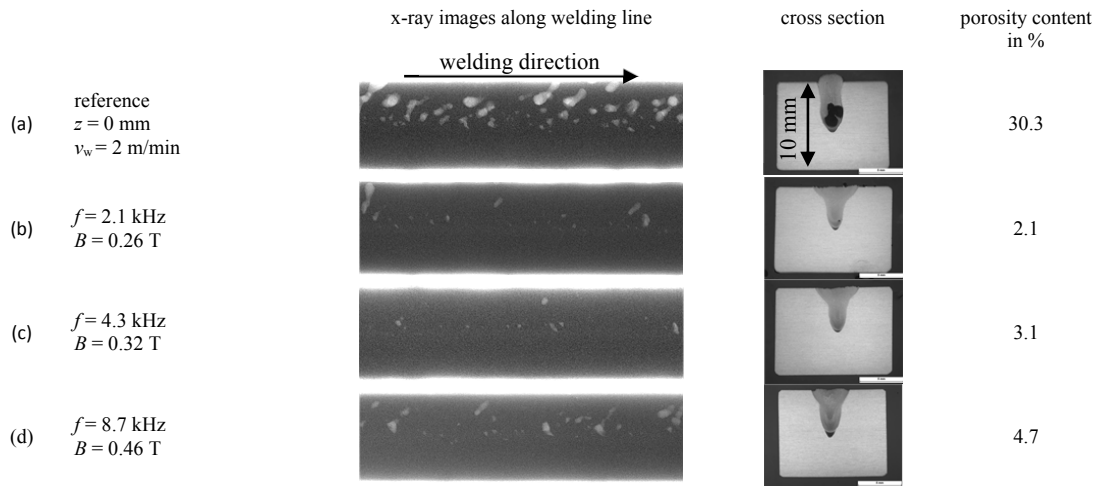 x-ray images along welding line
cross section
porosity content
in %
welding direction
(a)
reference
z = 0 mm
vw = 2 m/min
10 mm
30.3
(b)
f = 2.1 kHz
B = 0.26 T
2.1
(c)
f = 4.3 kHz
B = 0.32 T
3.1
(d)
f = 8.7 kHz
B = 0.46 T
4.7